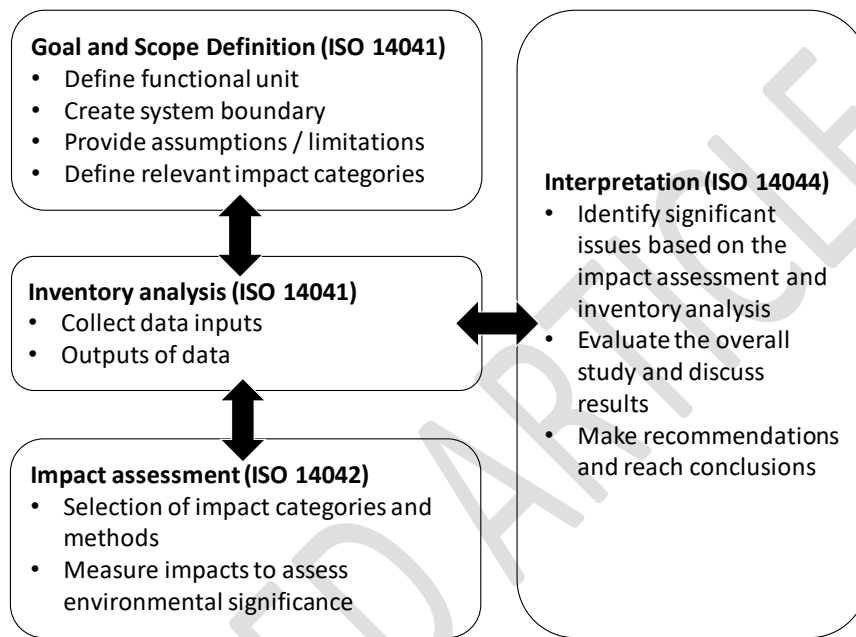 Goal and Scope Definition (ISO 14041)
• Define functional unit
• Create system boundary
• Provide assumptions / limitations
• Define relevant impact categories
Inventory analysis (ISO 14041)
• Collect data inputs
• Outputs of data
Impact assessment (ISO 14042)
• Selection of impact categories and
methods
• Measure impacts to assess
environmental significance
Interpretation (ISO 14044)
• Identify significant
issues based on the
impact assessment and
inventory analysis
• Evaluate the overall
study and discuss
results
• Make recommendations
and reach conclusions
ED ARTICLE